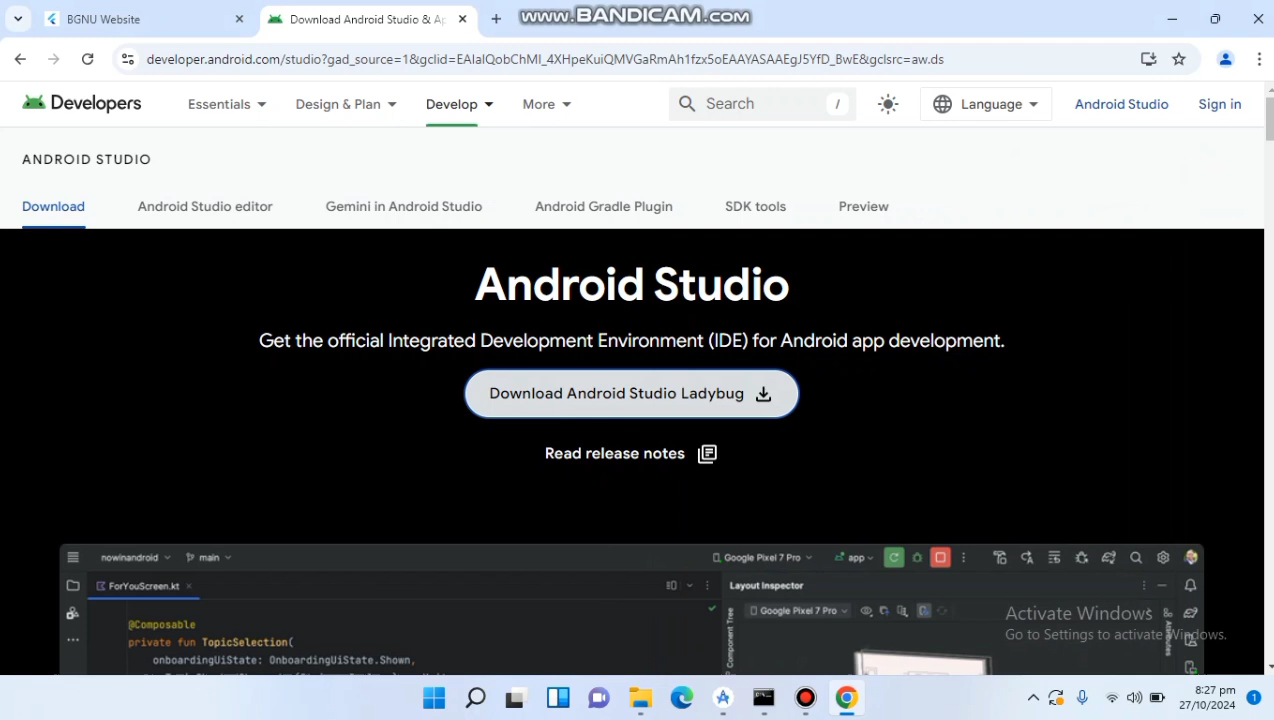 BGNU Website
Download Android Studio & Ap
www.BANDICAM.com
developer.android.com/studio?gad_source=1&gclid=EAIaIQobChMI_4XHpeKuiQMVGaRmAh1fzx5oEAAYASAAEgJ5YfD_BwE&gclsrc=aw.ds
Developers
Essentials
Design & Plan
Develop
More
Search
/
Language
Android Studio
Sign in
ANDROID STUDIO
Download
Android Studio editor
Gemini in Android Studio
Android Gradle Plugin
SDK tools
Preview
Android Studio
Get the official Integrated Development Environment (IDE) for Android app development.
Download Android Studio Ladybug
Read release notes
nowinandroid
main
Google Pixel 7 Pro
app
ForYouScreen.kt
Layout Inspector
Google Pixel 7 Pro
Component Tree
Attributes
@Composable
private fun TopicSelection(
onboardingUiState: OnboardingUiState.Shown,
Activate Windows
Go to Settings to activate Windows.
8:27 pm
27/10/2024
1